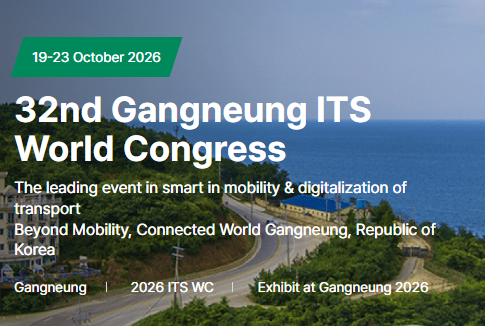 19-23 October 2026
32nd Gangneung ITS
World Congress
The leading event in smart in mobility & digitalization of
transport
Beyond Mobility, Connected World Gangneung, Republic of
Korea
Gangneung | 2026 ITS WC | Exhibit at Gangneung 2026